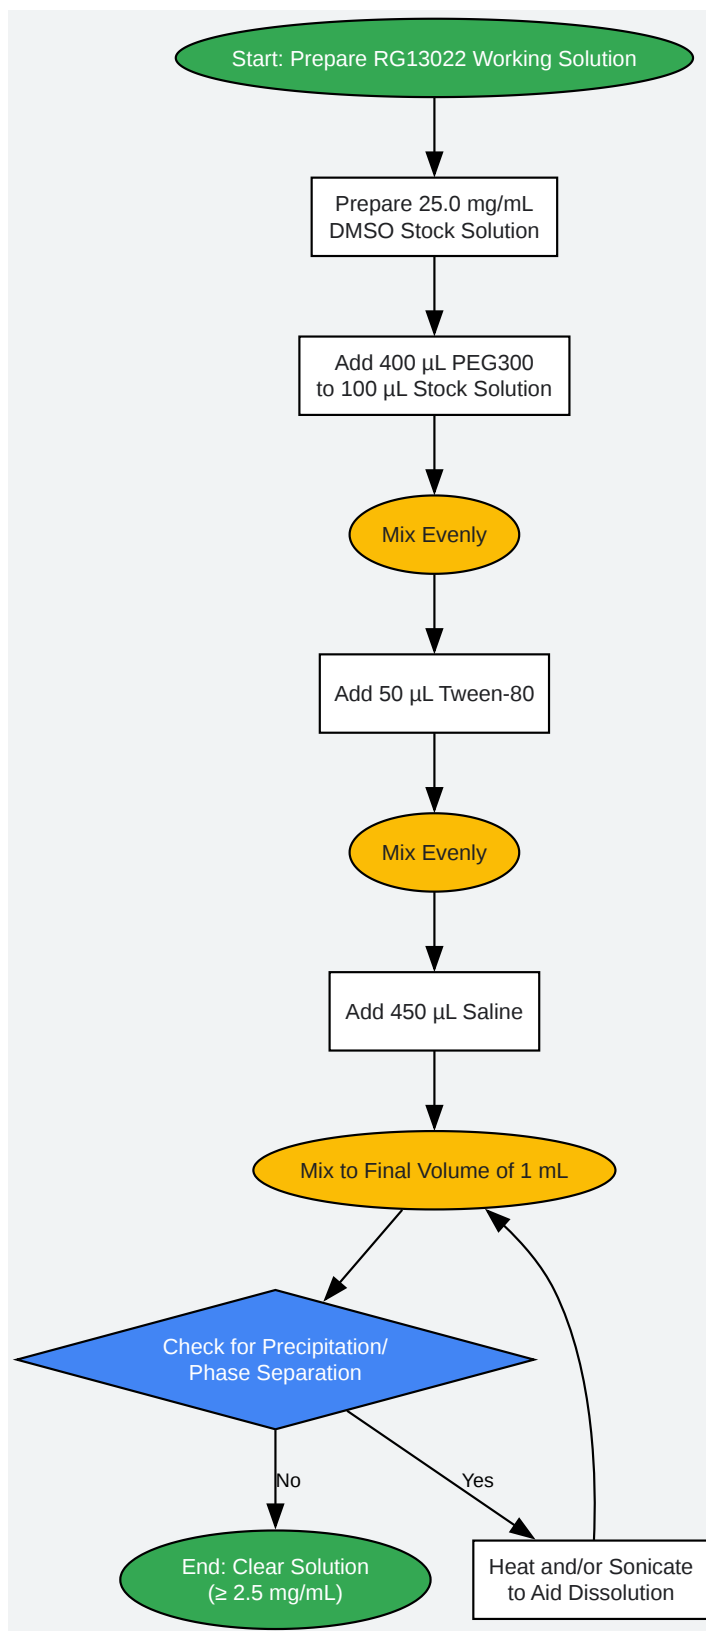 Start: Prepare RG13022 Working Solution
Prepare 25.0 mg/mL
DMSO Stock Solution
Add 400 µL PEG300
to 100 µL Stock Solution
Mix Evenly
Add 50 µL Tween-80
Mix Evenly
Add 450 µL Saline
Mix to Final Volume of 1 mL
Check for Precipitation/
Phase Separation
No
Yes
End: Clear Solution
(≥ 2.5 mg/mL)
Heat and/or Sonicate
to Aid Dissolution